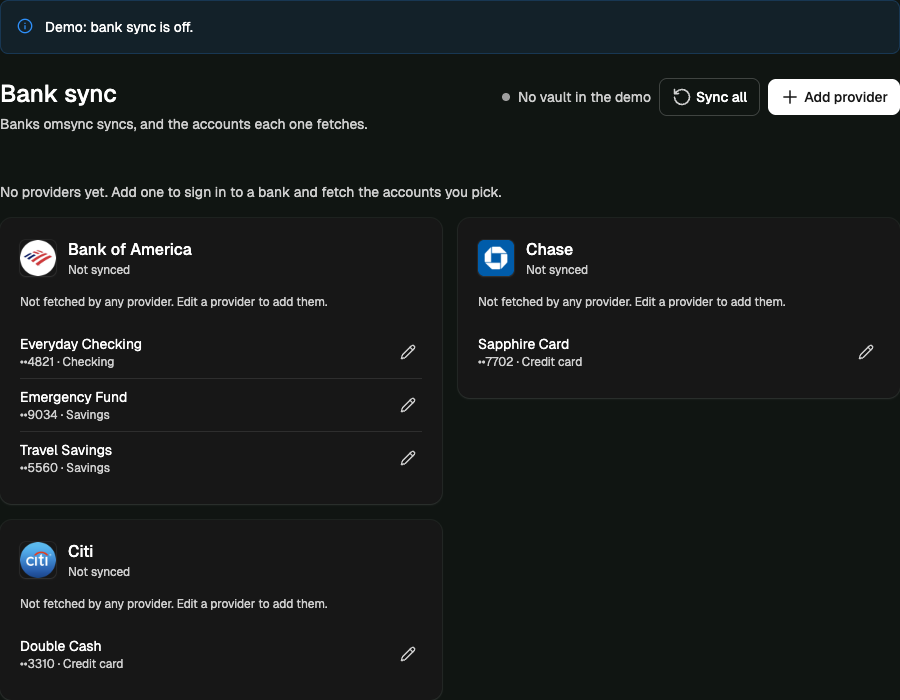 Demo: bank sync is off.
Bank sync
No vault in the demo
Sync all
Add provider
Banks omsync syncs, and the accounts each one fetches.
No providers yet. Add one to sign in to a bank and fetch the accounts you pick.
Bank of America
Not synced
Not fetched by any provider. Edit a provider to add them.
Everyday Checking
••4821 · Checking
Emergency Fund
••9034 · Savings
Travel Savings
••5560 · Savings
Chase
Not synced
Not fetched by any provider. Edit a provider to add them.
Sapphire Card
••7702 · Credit card
citi
Citi
Not synced
Not fetched by any provider. Edit a provider to add them.
Double Cash
••3310 · Credit card